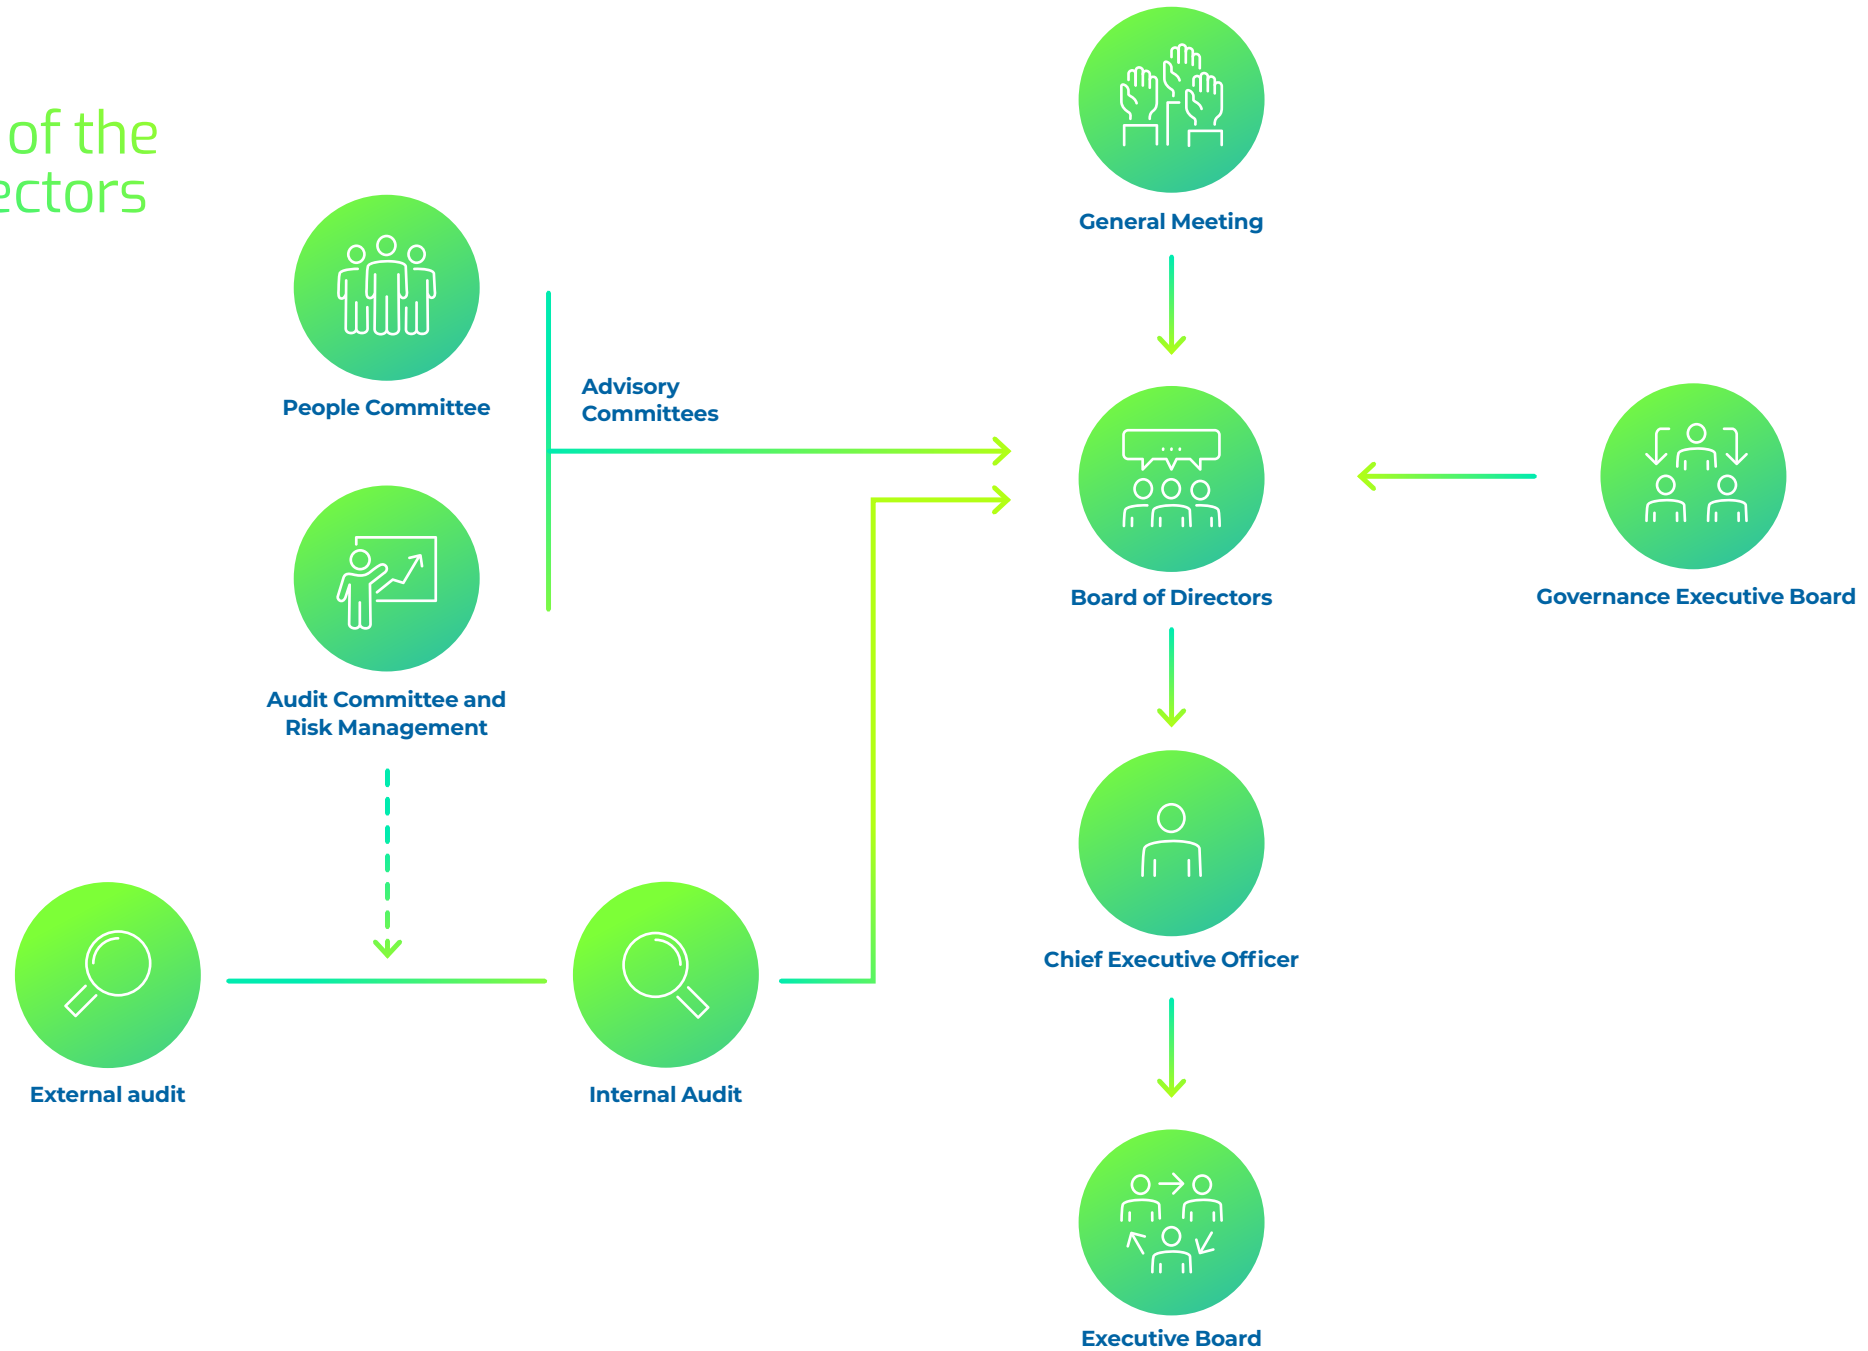 of the
ectors
General Meeting
People Committee
Advisory
Committees
Board of Directors
Governance Executive Board
Audit Committee and
Risk Management
Chief Executive Officer
External audit
Internal Audit
Executive Board